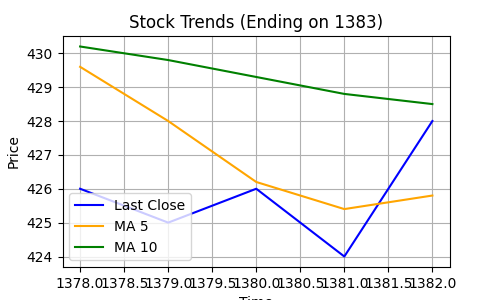 Stock Trends (Ending on 1383)
430
429
428
427
426
425
424
Price
Last Close
MA 5
MA 10
1378.0 1378.5 1379.0 1379.5 1380.0 1380.5 1381.0 1381.5 1382.0
Time